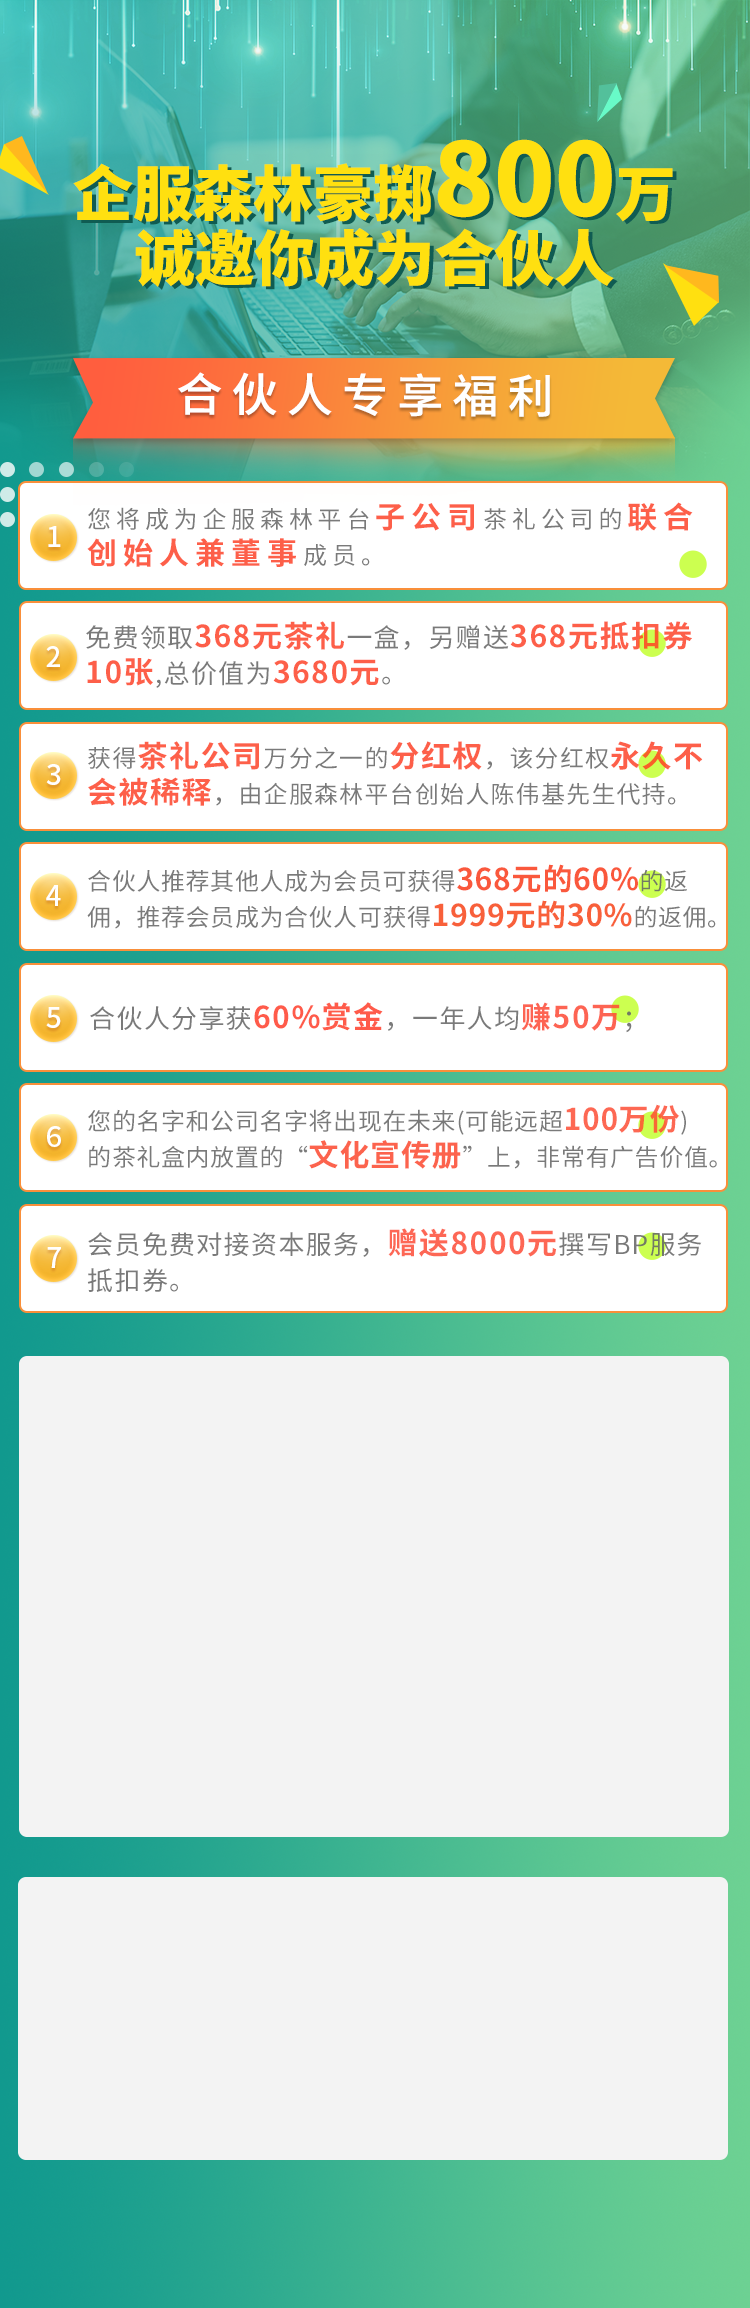 企服森林豪掷800万
诚邀你成为合伙人
合伙人专享福利
1
您将成为企服森林平台子公司茶礼公司的联合
创始人兼董事成员。
2
免费领取368元茶礼一盒，另赠送368元抵扣券
10张,总价值为3680元。
3
获得茶礼公司万分之一的分红权，该分红权永久不
会被稀释，由企服森林平台创始人陈伟基先生代持。
4
合伙人推荐其他人成为会员可获得368元的60%的返
佣，推荐会员成为合伙人可获得1999元的30%的返佣。
5
合伙人分享获60%赏金，一年人均赚50万；
6
您的名字和公司名字将出现在未来(可能远超100万份)
的茶礼盒内放置的“文化宣传册”上，非常有广告价值。
7
会员免费对接资本服务，赠送8000元撰写BP服务
抵扣券。